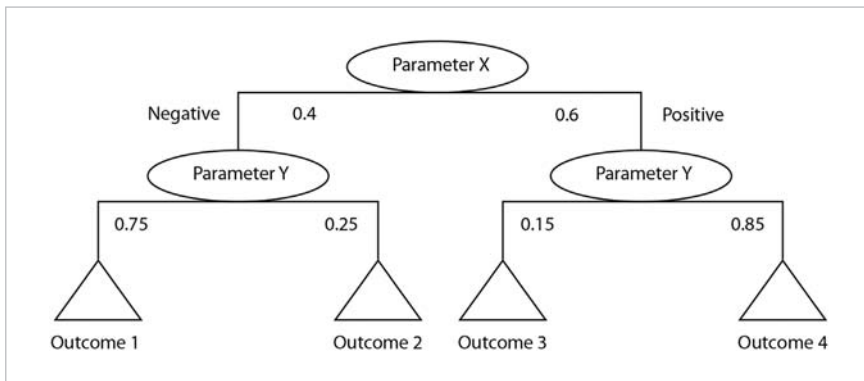 Parameter X
Negative 0.4 0.6 Positive
Parameter Y Parameter Y
0.75 0.25 0.15 0.85
Outcome 1 Outcome 2 Outcome 3 Outcome 4